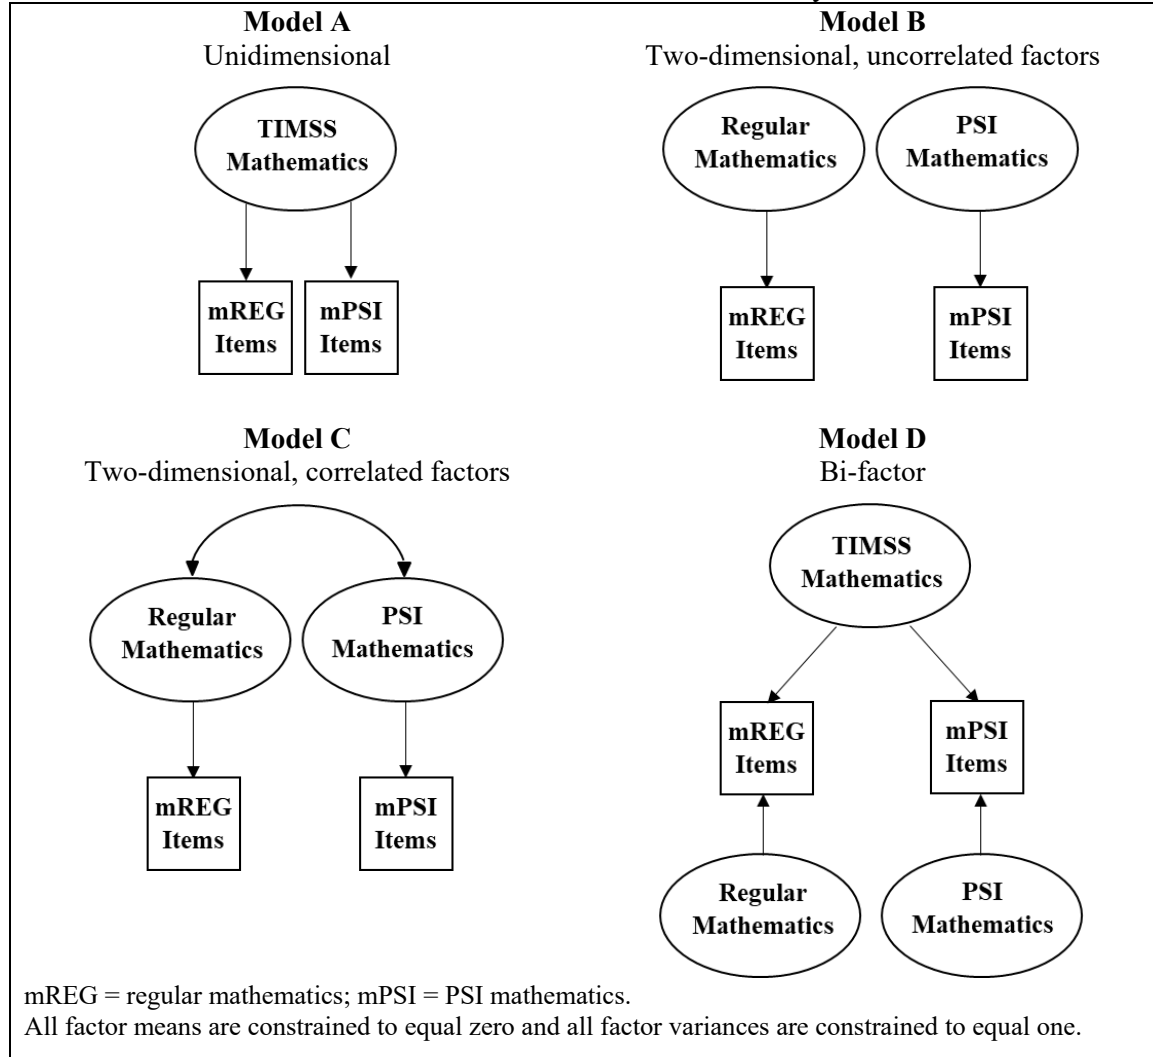 Model A
Unidimensional
TIMSS
Mathematics
mREG
Items
mPSI
Items
Model B
Two-dimensional, uncorrelated factors
Regular
Mathematics
PSI
Mathematics
mREG
Items
mPSI
Items
Model C
Two-dimensional, correlated factors
Regular
Mathematics
PSI
Mathematics
mREG
Items
mPSI
Items
Model D
Bi-factor
TIMSS
Mathematics
mREG
Items
mPSI
Items
Regular
Mathematics
PSI
Mathematics
mREG = regular mathematics; mPSI = PSI mathematics.
All factor means are constrained to equal zero and all factor variances are constrained to equal one.